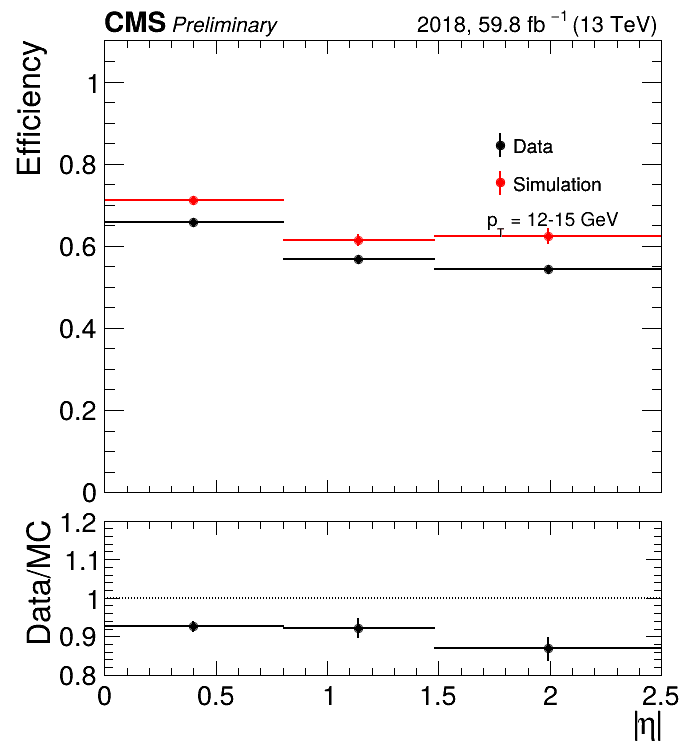 CMS Preliminary 2018, 59.8 fb⁻¹ (13 TeV)
Efficiency
1
Data
0.8
Simulation
p_T = 12-15 GeV
0.6
0.4
0.2
0
Data/MC
1.2
1.1
1
0.9
0.8
0 0.5 1 1.5 2 2.5
|η|